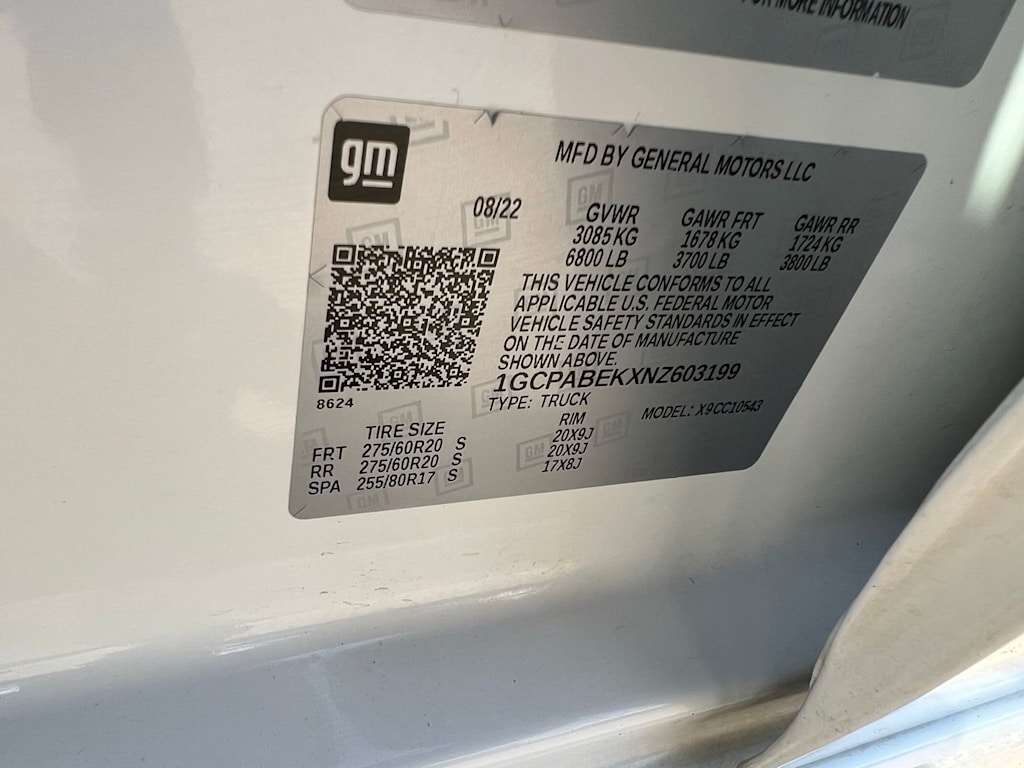 FOR MORE INFORMATION
gm
MFD BY GENERAL MOTORS LLC
08/22
GVWR GAWR FRT GAWR RR
3085 KG 1678 KG 1724 KG
6800 LB 3700 LB 3800 LB
THIS VEHICLE CONFORMS TO ALL
APPLICABLE U.S. FEDERAL MOTOR
VEHICLE SAFETY STANDARDS IN EFFECT
ON THE DATE OF MANUFACTURE
SHOWN ABOVE.
1GCPABEKXNZ603199
8624
TYPE: TRUCK MODEL: X9CC10543
TIRE SIZE RIM
FRT 275/60R20 S 20X9J
RR 275/60R20 S 20X9J
SPA 255/80R17 S 17X8J